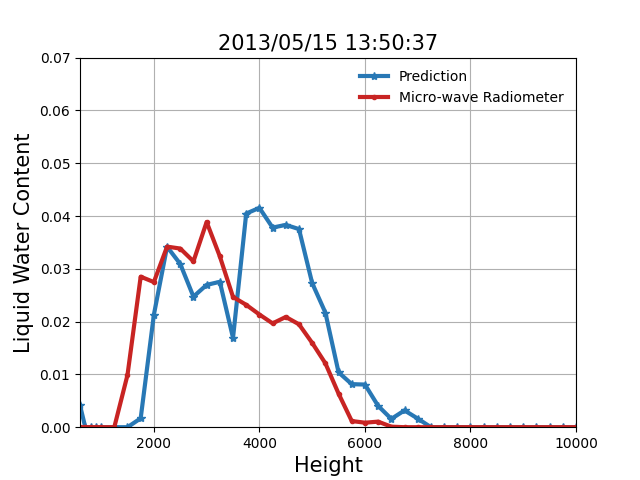 2013/05/15 13:50:37
0.07
0.06
0.05
0.04
0.03
0.02
0.01
0.00
Liquid Water Content
Prediction
Micro-wave Radiometer
2000 4000 6000 8000 10000
Height